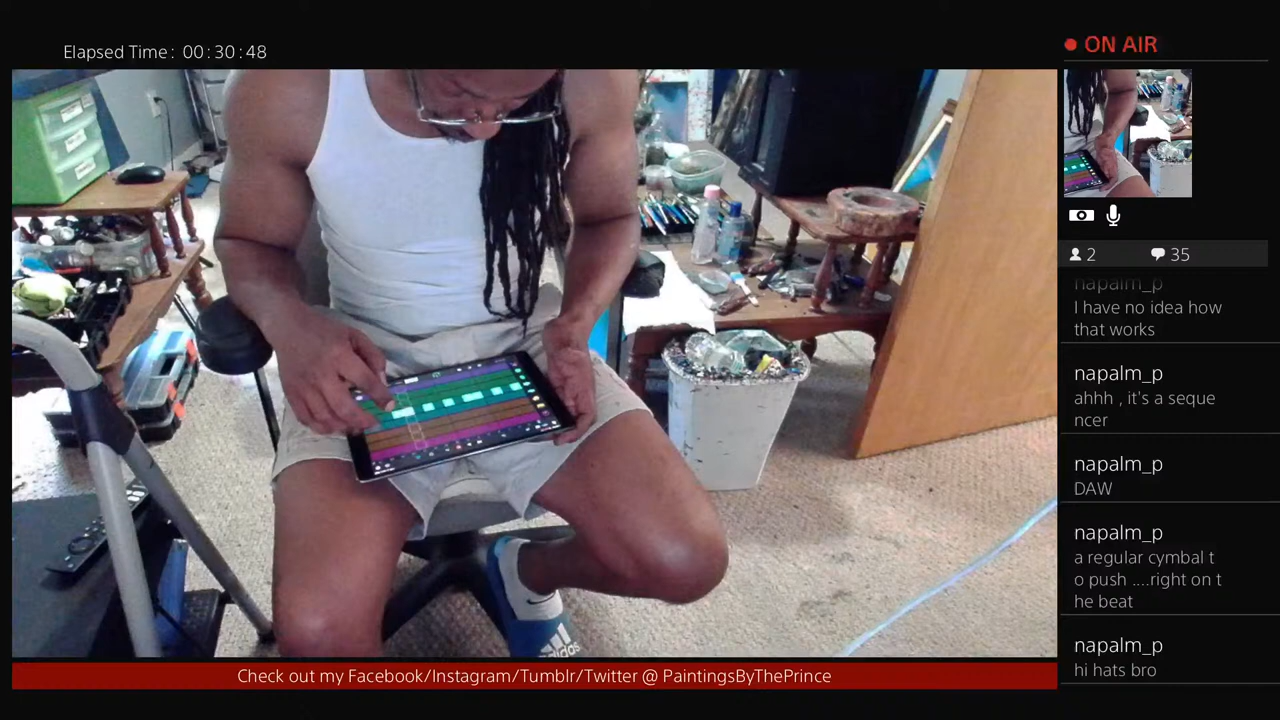 Elapsed Time: 00:30:48
ON AIR
2 35
napalm_p
I have no idea how
that works
napalm_p
ahhh , it's a seque
ncer
napalm_p
DAW
napalm_p
a regular cymbal t
o push ....right on t
he beat
napalm_p
hi hats bro
adidas
Check out my Facebook/Instagram/Tumblr/Twitter @ PaintingsByThePrince